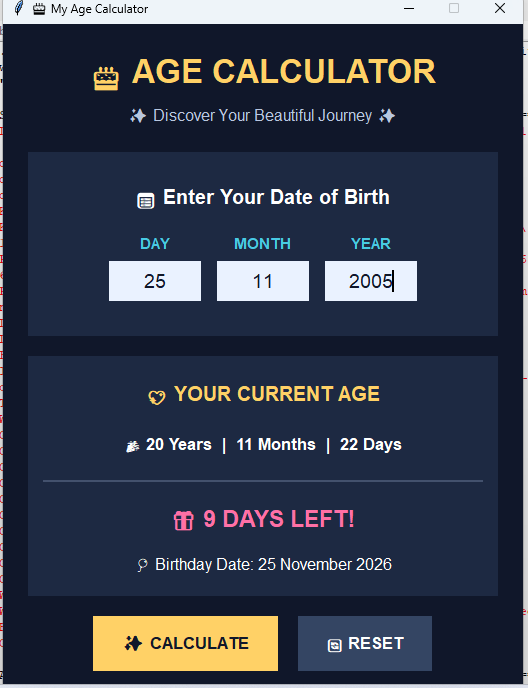 My Age Calculator
AGE CALCULATOR
Discover Your Beautiful Journey
Enter Your Date of Birth
DAY MONTH YEAR
25 11 2005
YOUR CURRENT AGE
20 Years | 11 Months | 22 Days
9 DAYS LEFT!
Birthday Date: 25 November 2026
CALCULATE RESET